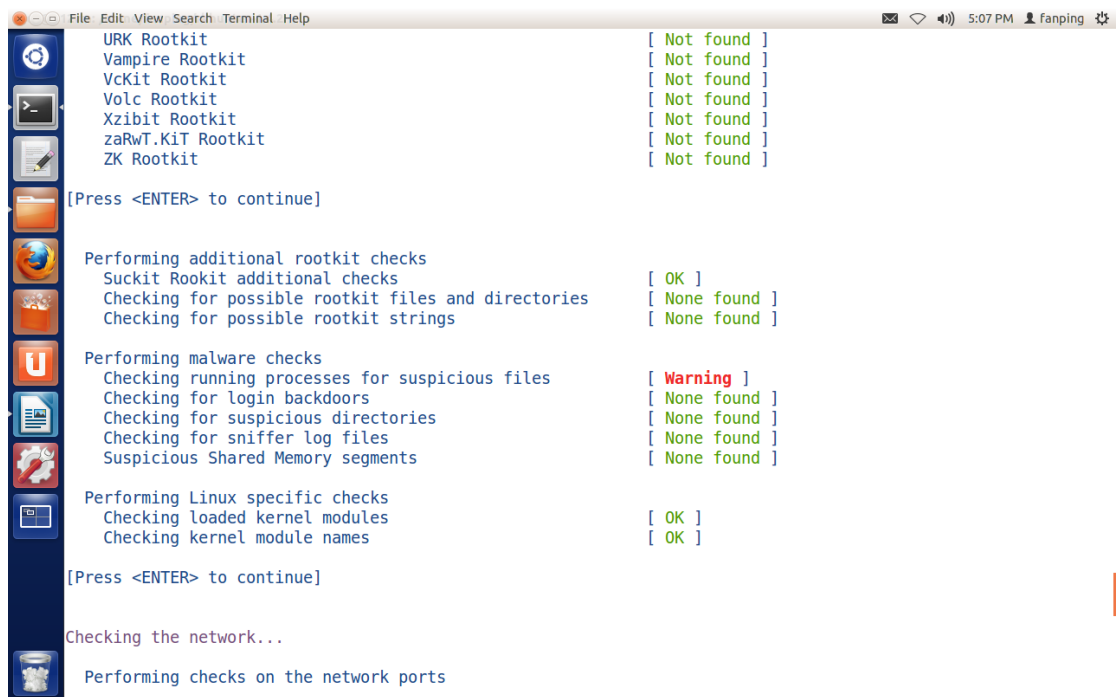 File Edit View Search Terminal Help 5:07 PM fanping
URK Rootkit [ Not found ]
Vampire Rootkit [ Not found ]
VcKit Rootkit [ Not found ]
Volc Rootkit [ Not found ]
Xzibit Rootkit [ Not found ]
zaRwT.KiT Rootkit [ Not found ]
ZK Rootkit [ Not found ]
[Press <ENTER> to continue]
Performing additional rootkit checks
Suckit Rookit additional checks [ OK ]
Checking for possible rootkit files and directories [ None found ]
Checking for possible rootkit strings [ None found ]
Performing malware checks
Checking running processes for suspicious files [ Warning ]
Checking for login backdoors [ None found ]
Checking for suspicious directories [ None found ]
Checking for sniffer log files [ None found ]
Suspicious Shared Memory segments [ None found ]
Performing Linux specific checks
Checking loaded kernel modules [ OK ]
Checking kernel module names [ OK ]
[Press <ENTER> to continue]
Checking the network...
Performing checks on the network ports